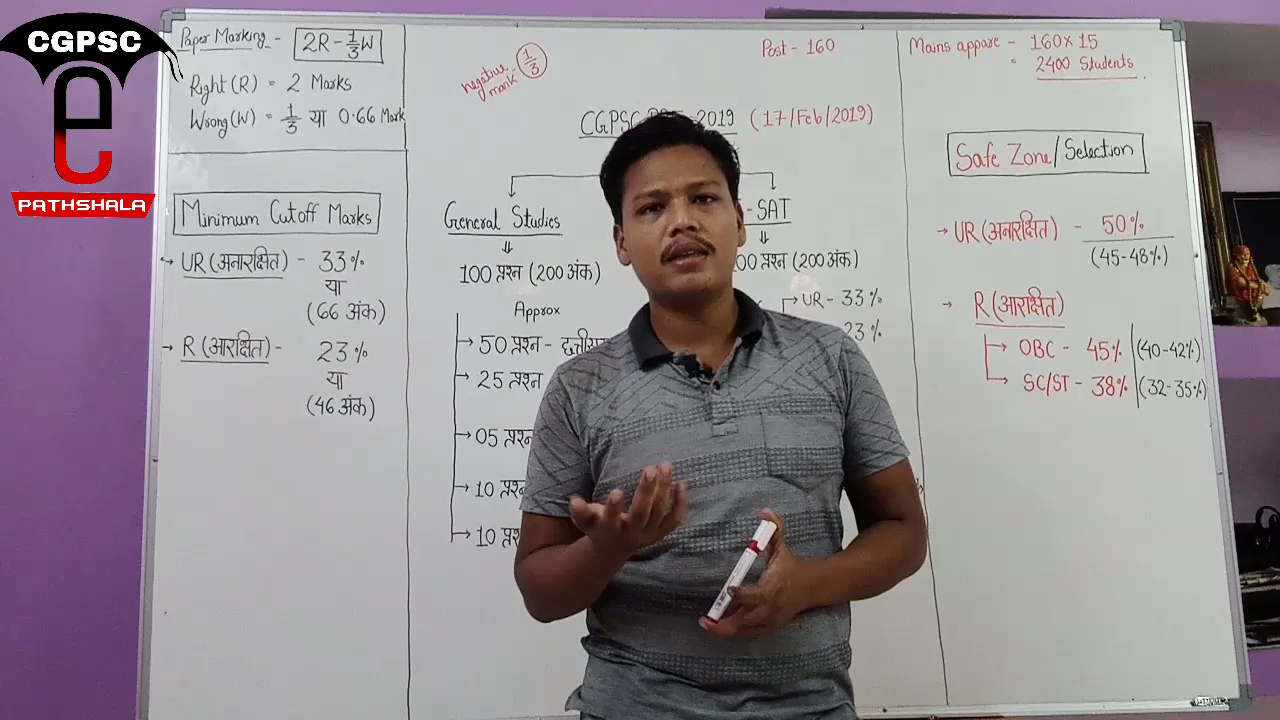 CGPSC
e
PATHSHALA
Paper Marking - 2R - 1/3 W
Right (R) = 2 Marks
Wrong (W) = 1/3 या 0.66 Mark
Minimum Cutoff Marks
UR (अनारक्षित) - 33%
या
(66 अंक)
R (आरक्षित) - 23%
या
(46 अंक)
negative mark - 1/3
Post - 160
CGPSC 2019 (17/Feb/2019)
General Studies
100 प्रश्न (200 अंक)
Approx
50 प्रश्न -
25 प्रश्न
05 प्रश्न
10 प्रश्न
10
-SAT
00 प्रश्न (200 अंक)
UR - 33%
23%
Mains appare - 160 x 15
= 2400 Students
Safe Zone/Selection
UR (अनारक्षित) - 50%
(45-48%)
R (आरक्षित)
OBC - 45% (40-42%)
SC/ST - 38% (32-35%)